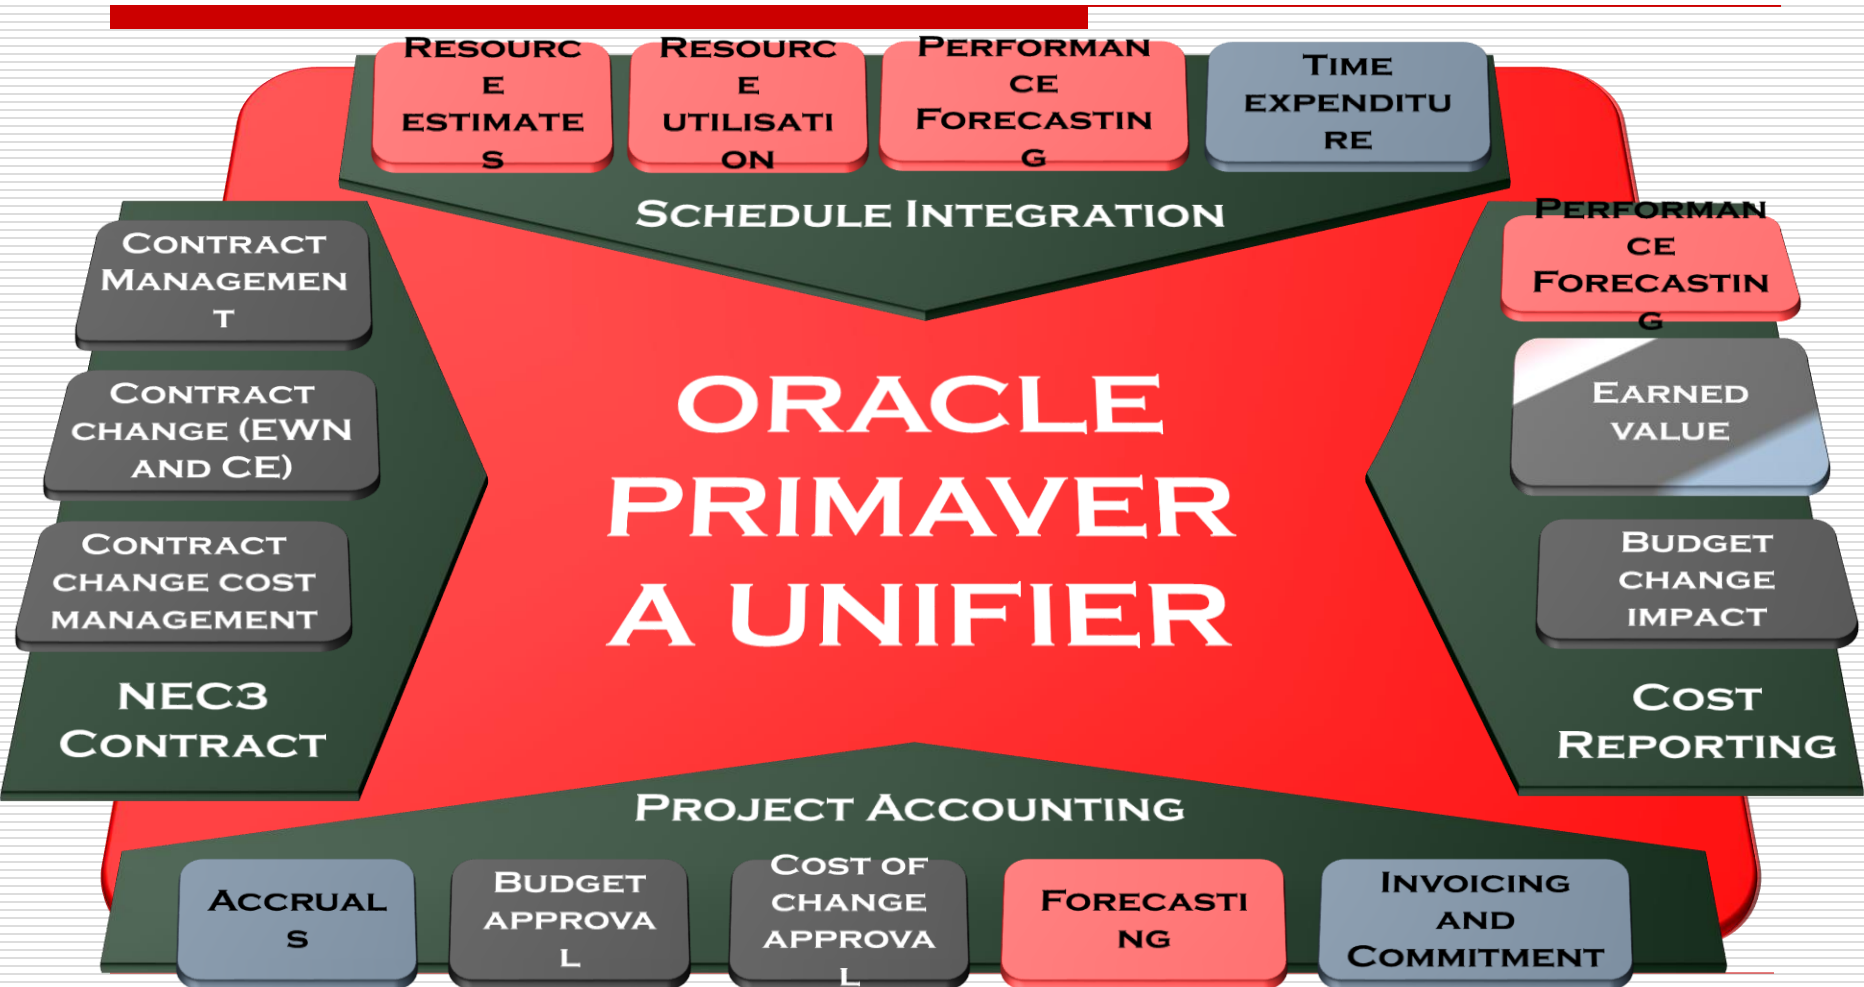 RESOURC
E
ESTIMATE
S
RESOURC
E
UTILISATI
ON
PERFORMAN
CE
FORECASTIN
G
TIME
EXPENDITU
RE
SCHEDULE INTEGRATION
CONTRACT
MANAGEMEN
T
CONTRACT
CHANGE (EWN
AND CE)
CONTRACT
CHANGE COST
MANAGEMENT
NEC3
CONTRACT
ORACLE
PRIMAVER
A UNIFIER
PERFORMAN
CE
FORECASTIN
G
EARNED
VALUE
BUDGET
CHANGE
IMPACT
COST
REPORTING
PROJECT ACCOUNTING
ACCRUAL
S
BUDGET
APPROVA
L
COST OF
CHANGE
APPROVA
L
FORECASTI
NG
INVOICING
AND
COMMITMENT